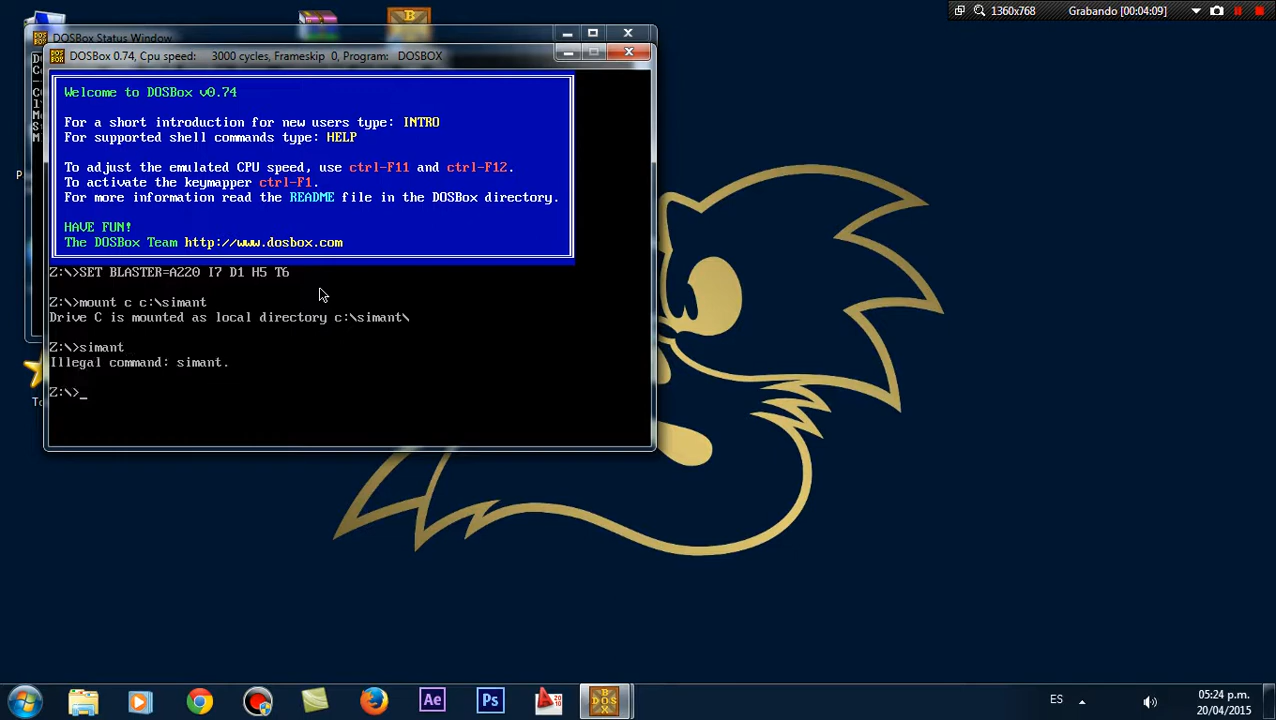 1360x768
Grabando [00:04:09]
DOSBox Status Window
DOSBox 0.74, Cpu speed: 3000 cycles, Frameskip 0, Program: DOSBOX
Welcome to DOSBox v0.74
For a short introduction for new users type: INTRO
For supported shell commands type: HELP
To adjust the emulated CPU speed, use ctrl-F11 and ctrl-F12.
To activate the keymapper ctrl-F1.
For more information read the README file in the DOSBox directory.
HAVE FUN!
The DOSBox Team http://www.dosbox.com
Z:\>SET BLASTER=A220 I7 D1 H5 T6
Z:\>mount c c:\simant
Drive C is mounted as local directory c:\simant\
Z:\>simant
Illegal command: simant.
Z:\>_
Ae
Ps
ES
05:24 p.m.
20/04/2015